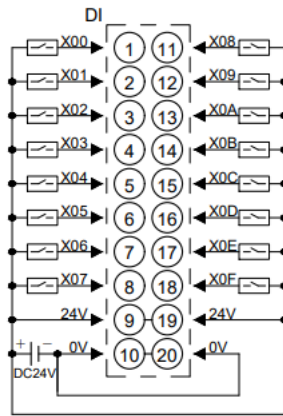 DI
X00 1 11 X08
X01 2 12 X09
X02 3 13 X0A
X03 4 14 X0B
X04 5 15 X0C
X05 6 16 X0D
X06 7 17 X0E
X07 8 18 X0F
24V 9 19 24V
+ − 0V 10 20 0V
DC24V